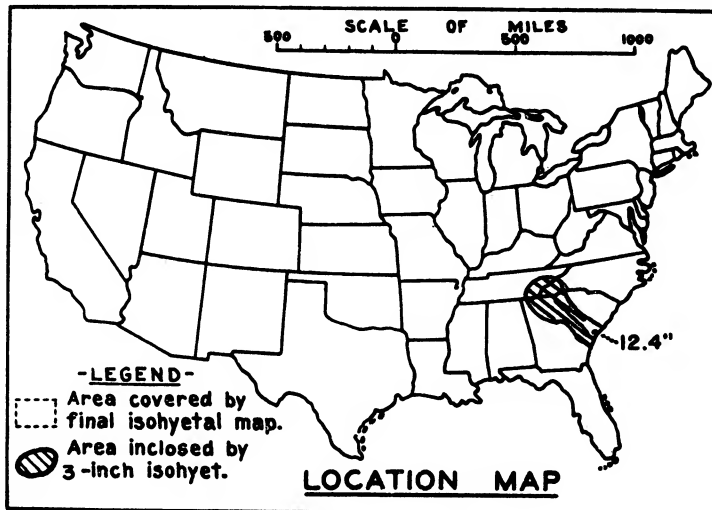 SCALE OF MILES
500 0 500 1000
12.4"
-LEGEND-
Area covered by
final isohyetal map.
Area inclosed by
3-inch isohyet.
LOCATION MAP